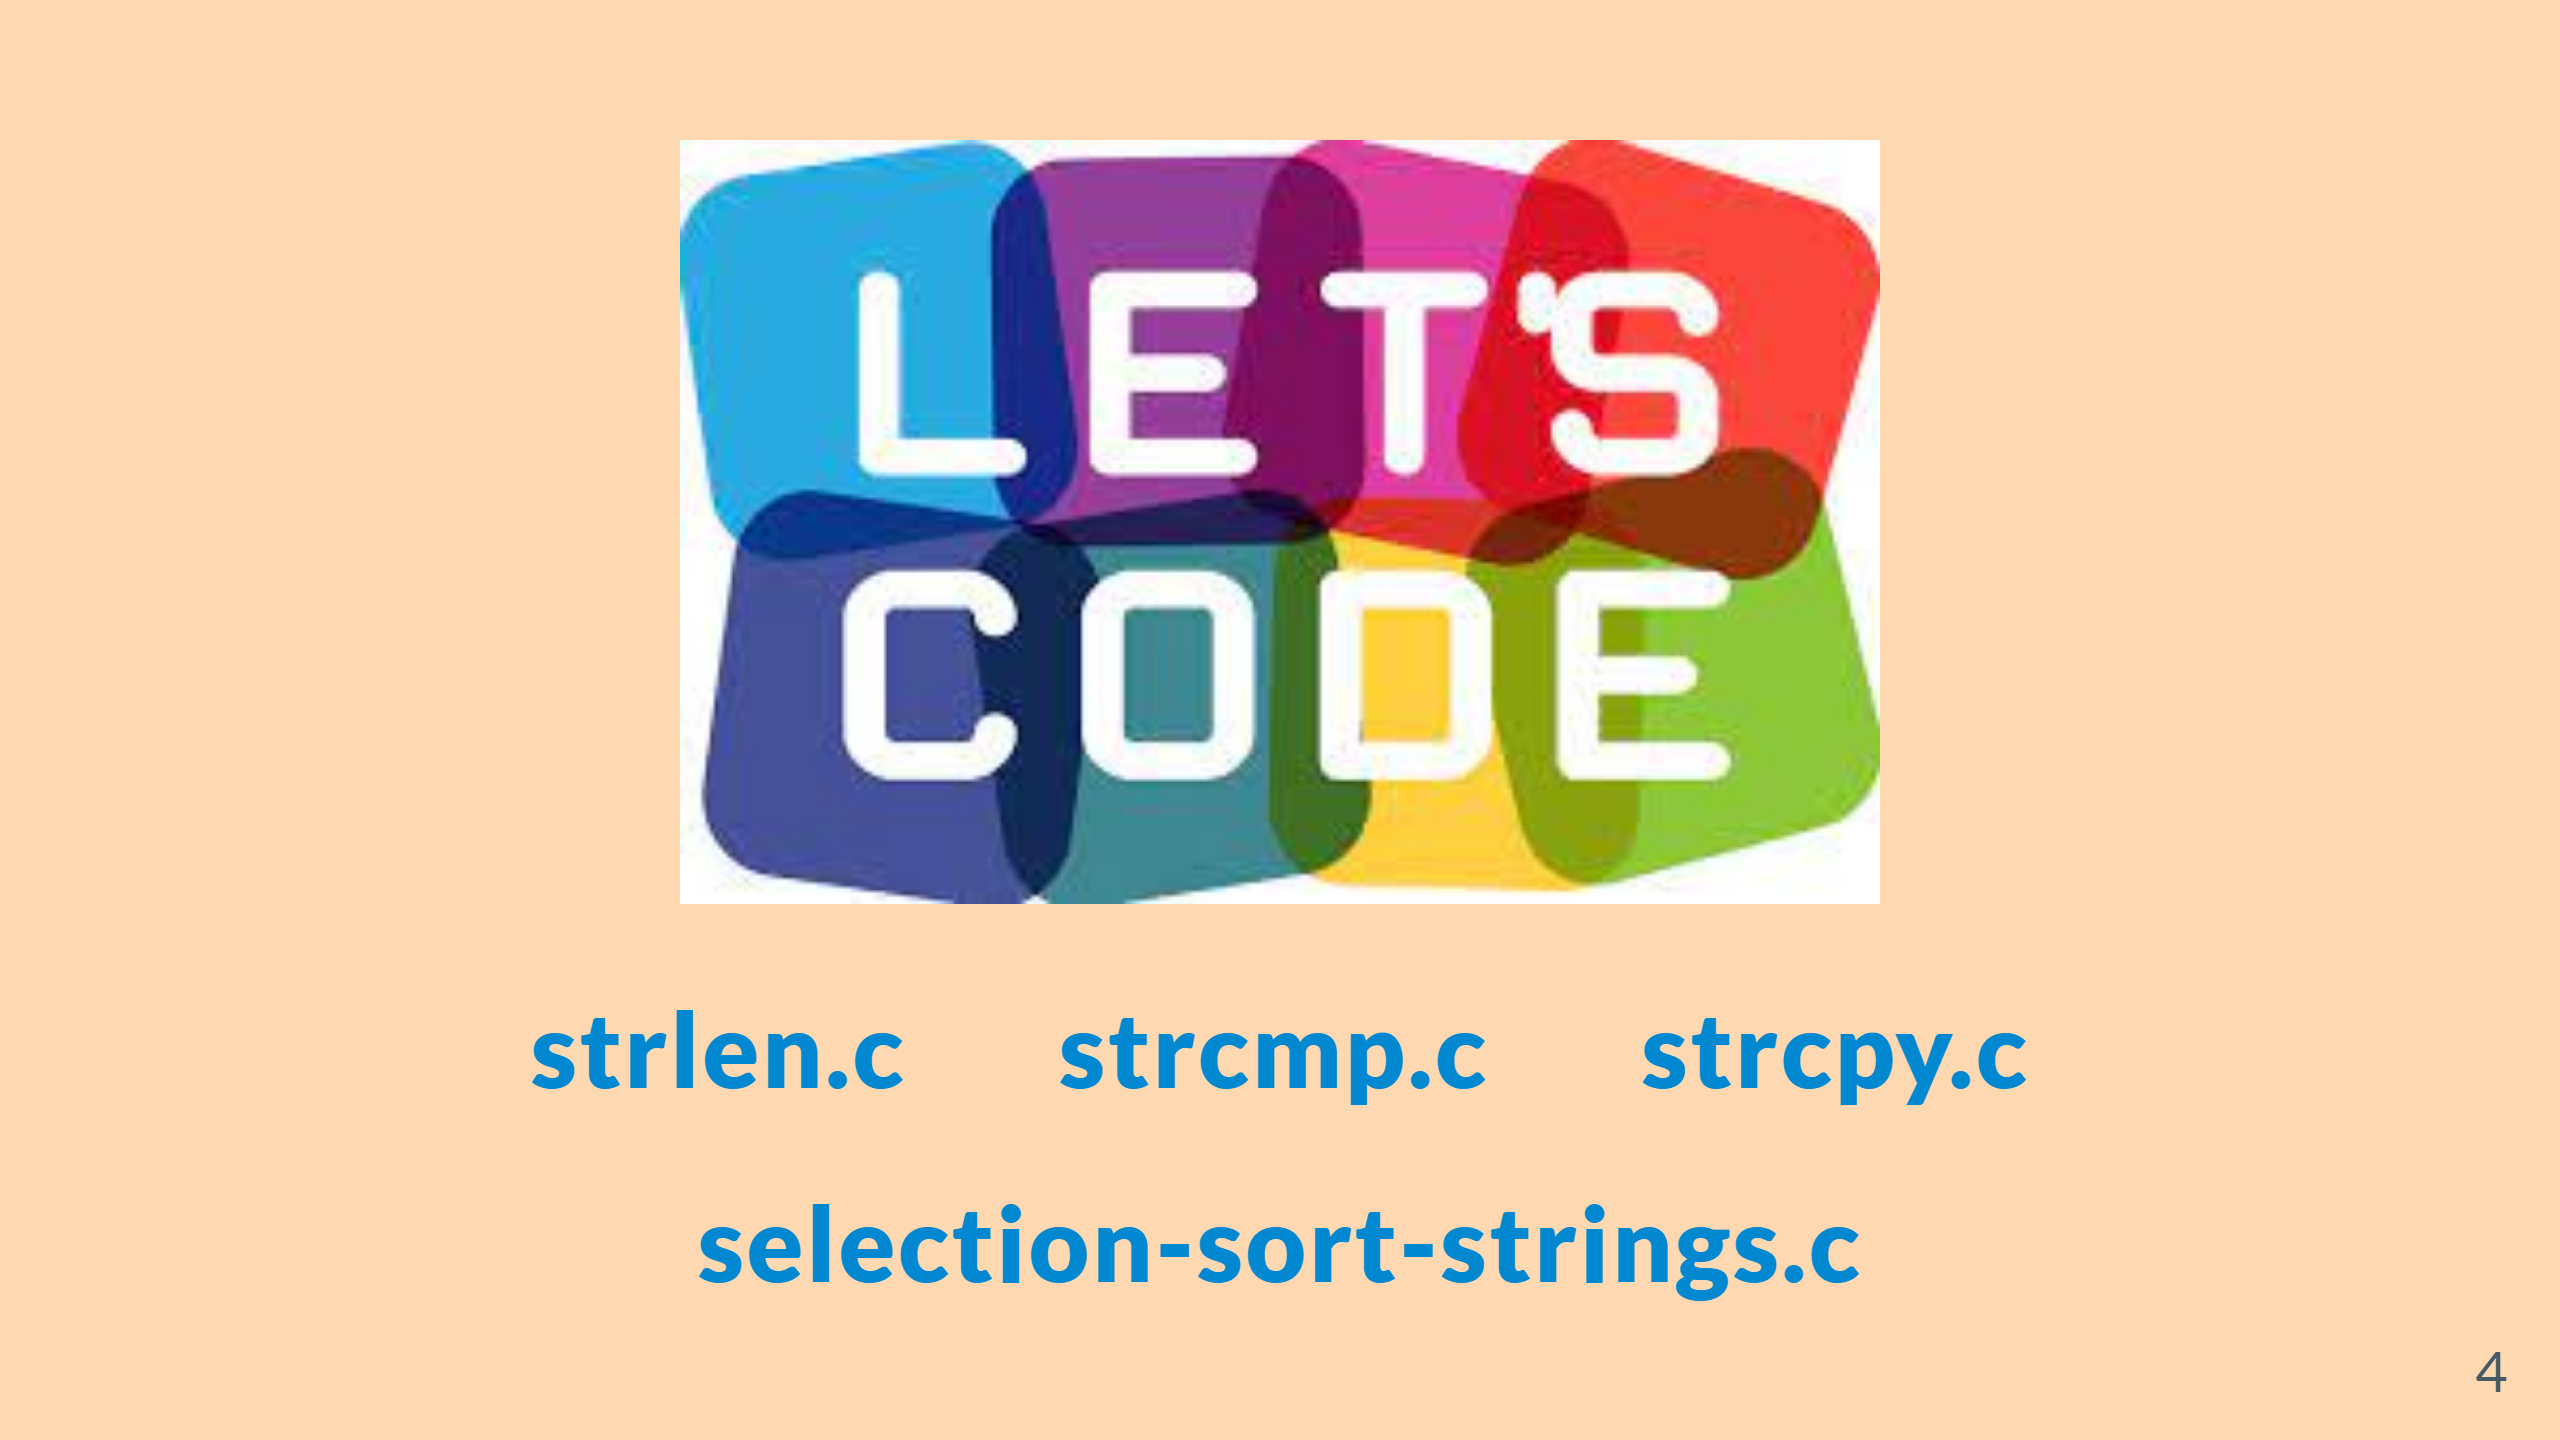 LET'S
CODE
strlen.c strcmp.c strcpy.c
selection-sort-strings.c
4